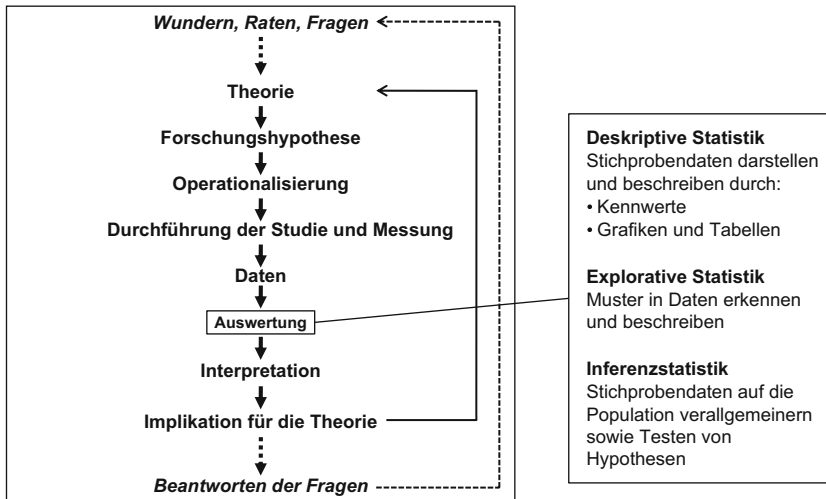 Wundern, Raten, Fragen
Theorie
Forschungshypothese
Operationalisierung
Durchführung der Studie und Messung
Daten
Auswertung
Interpretation
Implikation für die Theorie
Beantworten der Fragen
Deskriptive Statistik
Stichprobendaten darstellen
und beschreiben durch:
• Kennwerte
• Grafiken und Tabellen
Explorative Statistik
Muster in Daten erkennen
und beschreiben
Inferenzstatistik
Stichprobendaten auf die
Population verallgemeinern
sowie Testen von
Hypothesen